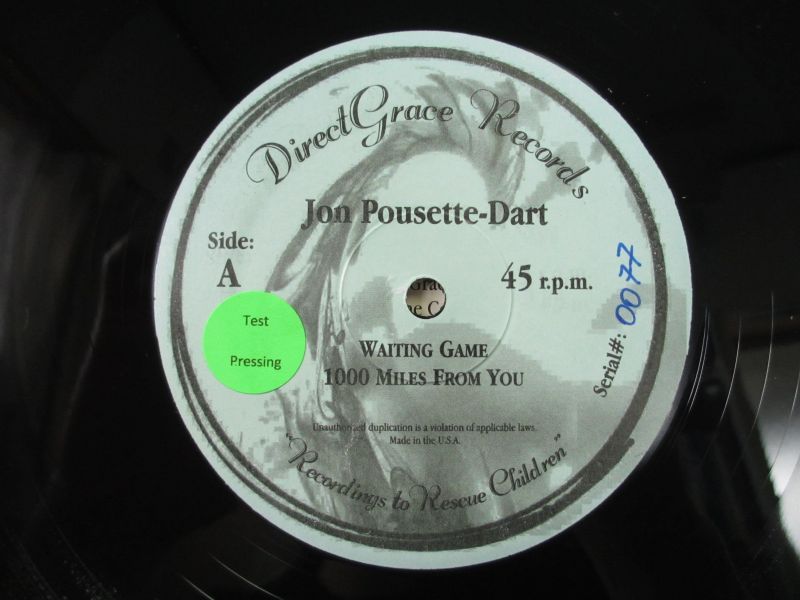 DirectGrace Records
Jon Pousette-Dart
Side:
A
45 r.p.m.
Test
Pressing
Serial#: 0077
WAITING GAME
1000 MILES FROM YOU
Unauthorized duplication is a violation of applicable laws.
Made in the U.S.A.
"Recordings to Rescue Children"